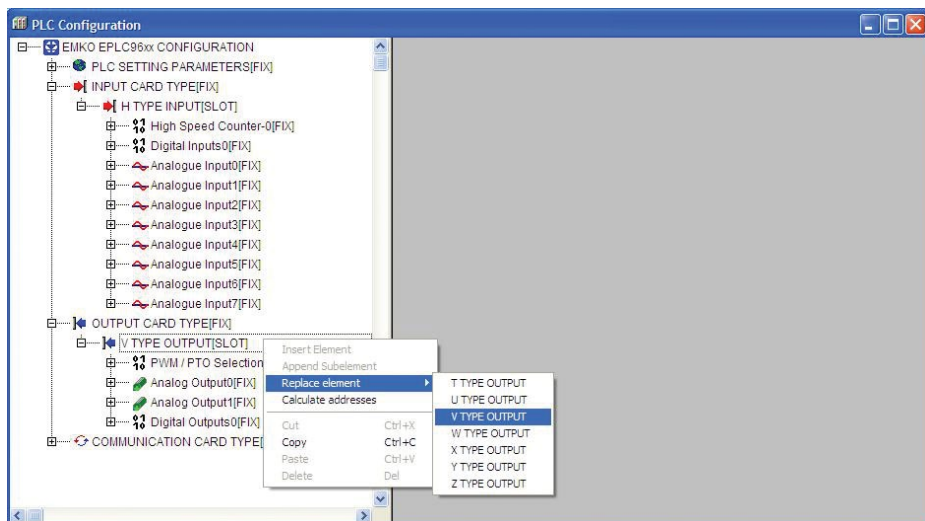 PLC Configuration
EMKO EPLC96xx CONFIGURATION
PLC SETTING PARAMETERS[FIX]
INPUT CARD TYPE[FIX]
H TYPE INPUT[SLOT]
High Speed Counter-0[FIX]
Digital Inputs0[FIX]
Analogue Input0[FIX]
Analogue Input1[FIX]
Analogue Input2[FIX]
Analogue Input3[FIX]
Analogue Input4[FIX]
Analogue Input5[FIX]
Analogue Input6[FIX]
Analogue Input7[FIX]
OUTPUT CARD TYPE[FIX]
V TYPE OUTPUT[SLOT]
PWM / PTO Selection
Analog Output0[FIX]
Analog Output1[FIX]
Digital Outputs0[FIX]
COMMUNICATION CARD TYPE[
Insert Element
Append Subelement
Replace element
Calculate addresses
Cut Ctrl+X
Copy Ctrl+C
Paste Ctrl+V
Delete Del
T TYPE OUTPUT
U TYPE OUTPUT
V TYPE OUTPUT
W TYPE OUTPUT
X TYPE OUTPUT
Y TYPE OUTPUT
Z TYPE OUTPUT